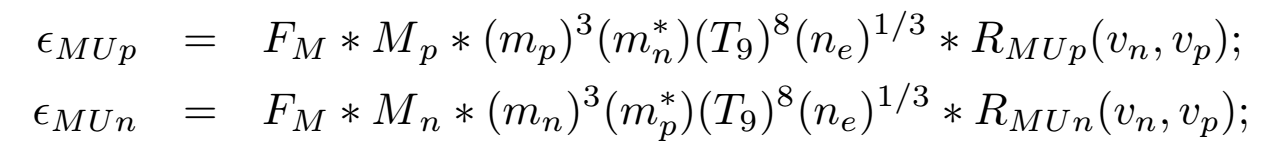 ϵ_{MUp} = F_M ∗ M_p ∗ (m_p)^3(m_n^∗)(T_9)^8(n_e)^{1/3} ∗ R_{MUp}(v_n, v_p);
ϵ_{MUn} = F_M ∗ M_n ∗ (m_n)^3(m_p^∗)(T_9)^8(n_e)^{1/3} ∗ R_{MUn}(v_n, v_p);